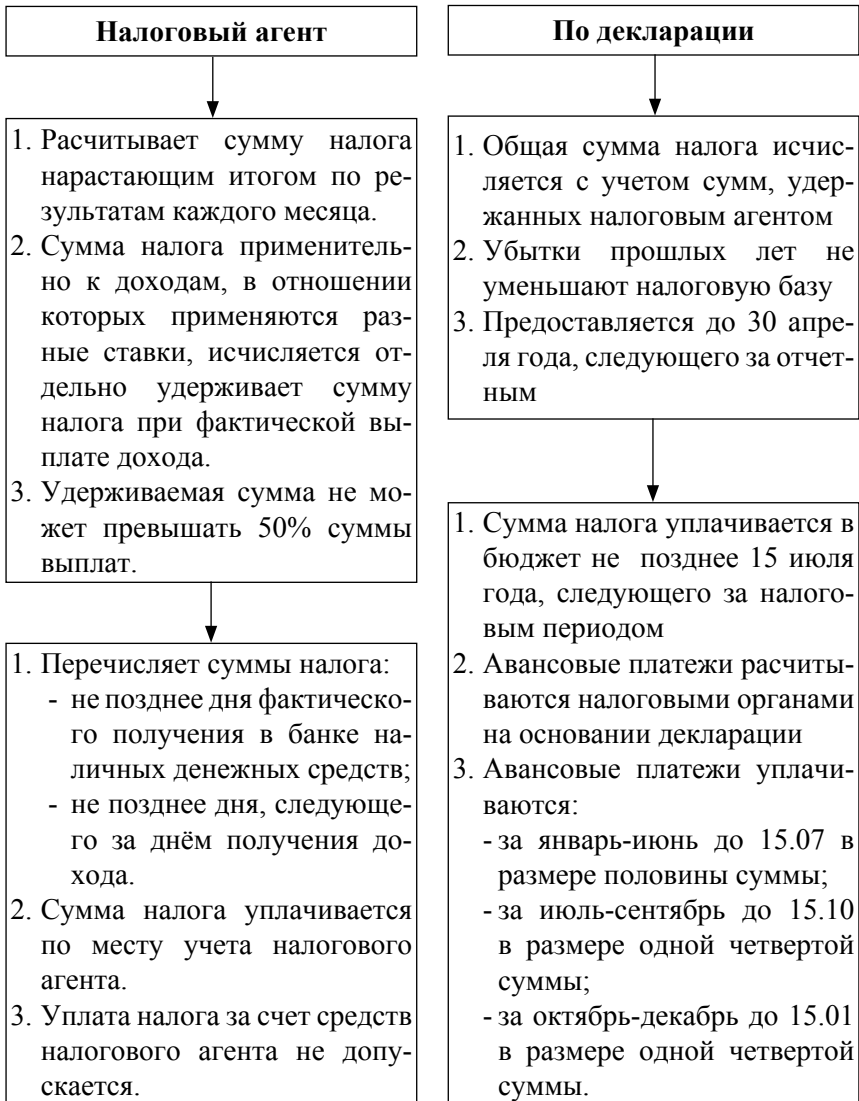 Налоговый агент
1. Расчитывает сумму налога
нарастающим итогом по ре-
зультатам каждого месяца.
2. Сумма налога применитель-
но к доходам, в отношении
которых применяются раз-
ные ставки, исчисляется от-
дельно удерживает сумму
налога при фактической вы-
плате дохода.
3. Удерживаемая сумма не мо-
жет превышать 50% суммы
выплат.
1. Перечисляет суммы налога:
- не позднее дня фактическо-
го получения в банке на-
личных денежных средств;
- не позднее дня, следующе-
го за днём получения до-
хода.
2. Сумма налога уплачивается
по месту учета налогового
агента.
3. Уплата налога за счет средств
налогового агента не допу-
скается.
По декларации
1. Общая сумма налога исчис-
ляется с учетом сумм, удер-
жанных налоговым агентом
2. Убытки прошлых лет не
уменьшают налоговую базу
3. Предоставляется до 30 апре-
ля года, следующего за отчет-
ным
1. Сумма налога уплачивается в
бюджет не позднее 15 июля
года, следующего за налого-
вым периодом
2. Авансовые платежи расчиты-
ваются налоговыми органами
на основании декларации
3. Авансовые платежи уплачи-
ваются:
- за январь-июнь до 15.07 в
размере половины суммы;
- за июль-сентябрь до 15.10
в размере одной четвертой
суммы;
- за октябрь-декабрь до 15.01
в размере одной четвертой
суммы.